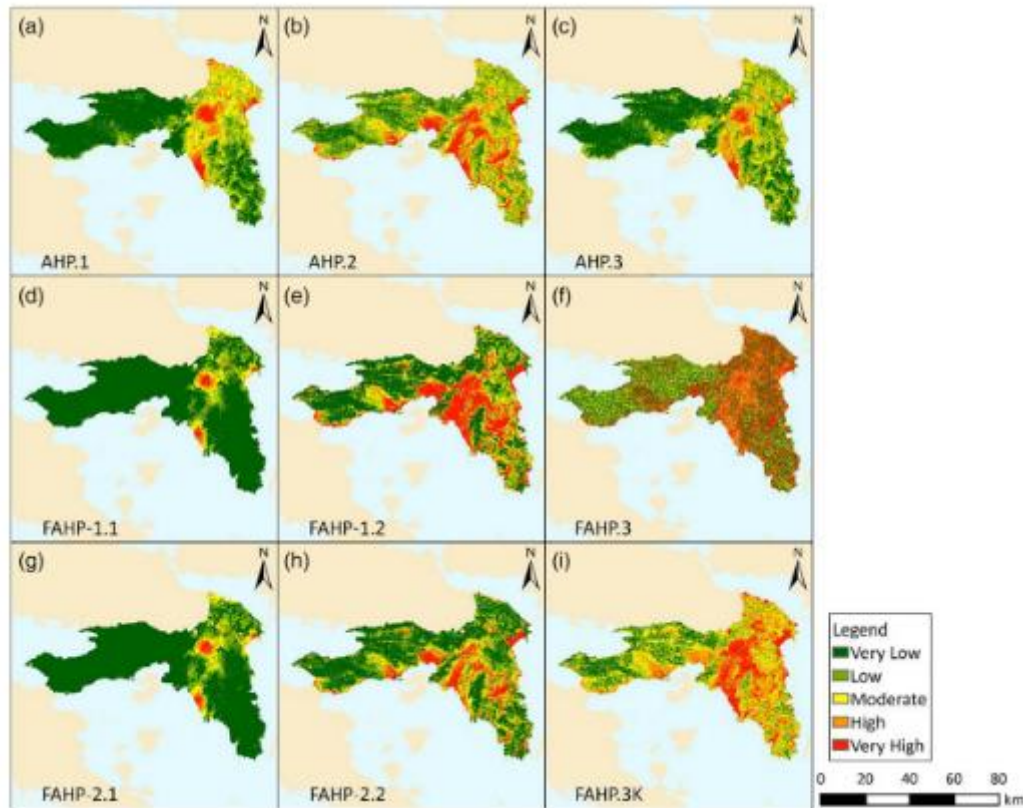 (a) N (b) N (c) N
AHP.1 AHP.2 AHP.3
(d) N (e) N (f) N
FAHP-1.1 FAHP-1.2 FAHP.3
(g) N (h) N (i) N
FAHP-2.1 FAHP-2.2 FAHP.3K
Legend
Very Low
Low
Moderate
High
Very High
0 20 40 60 80
km